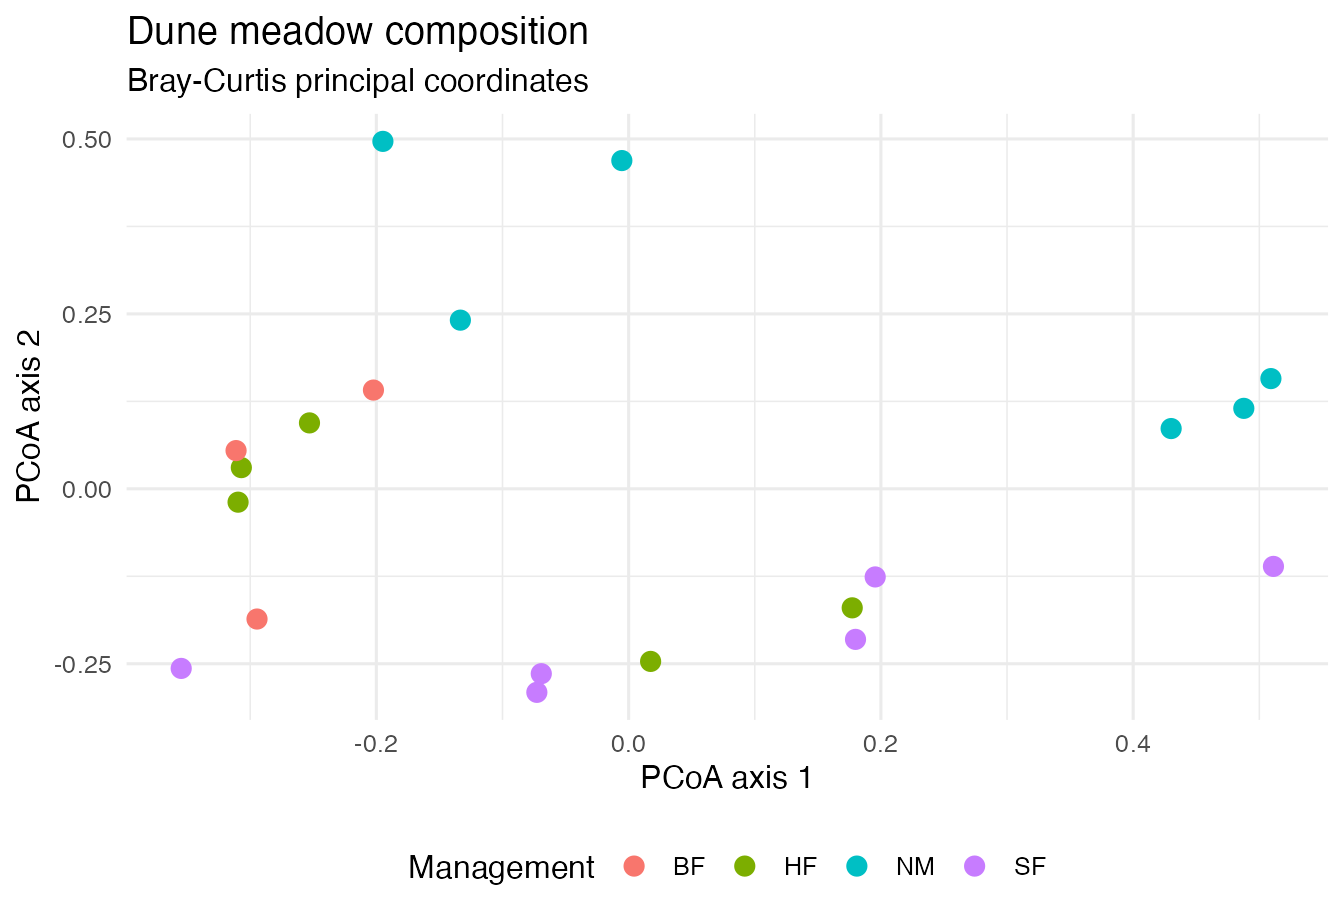 Dune meadow composition
Bray-Curtis principal coordinates
0.50
0.25
0.00
-0.25
PCoA axis 2
-0.2 0.0 0.2 0.4
PCoA axis 1
Management BF HF NM SF